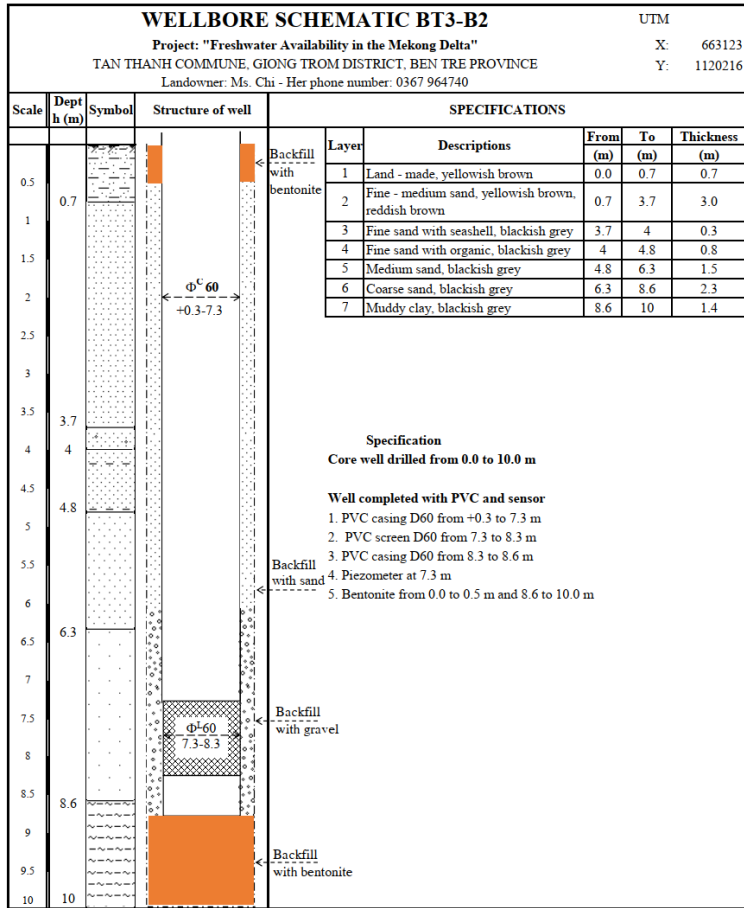 WELLBORE SCHEMATIC BT3-B2
UTM
Project: "Freshwater Availability in the Mekong Delta"
X: 663123
TAN THANH COMMUNE, GIONG TROM DISTRICT, BEN TRE PROVINCE
Y: 1120216
Landowner: Ms. Chi - Her phone number: 0367 964740
Scale
Dept
h (m)
Symbol
Structure of well
SPECIFICATIONS
Layer
Descriptions
From
(m)
To
(m)
Thickness
(m)
1 Land - made, yellowish brown 0.0 0.7 0.7
2 Fine - medium sand, yellowish brown,
reddish brown
0.7 3.7 3.0
3 Fine sand with seashell, blackish grey 3.7 4 0.3
4 Fine sand with organic, blackish grey 4 4.8 0.8
5 Medium sand, blackish grey 4.8 6.3 1.5
6 Coarse sand, blackish grey 6.3 8.6 2.3
7 Muddy clay, blackish grey 8.6 10 1.4
0.5
1
1.5
2
2.5
3
3.5
4
4.5
5
5.5
6
6.5
7
7.5
8
8.5
9
9.5
10
0.7
3.7
4
4.8
6.3
8.6
10
Backfill
with
bentonite
Φᶜ 60
+0.3-7.3
Backfill
with sand
Φᴸ60
7.3-8.3
Backfill
with gravel
Backfill
with bentonite
Specification
Core well drilled from 0.0 to 10.0 m
Well completed with PVC and sensor
1. PVC casing D60 from +0.3 to 7.3 m
2. PVC screen D60 from 7.3 to 8.3 m
3. PVC casing D60 from 8.3 to 8.6 m
4. Piezometer at 7.3 m
5. Bentonite from 0.0 to 0.5 m and 8.6 to 10.0 m